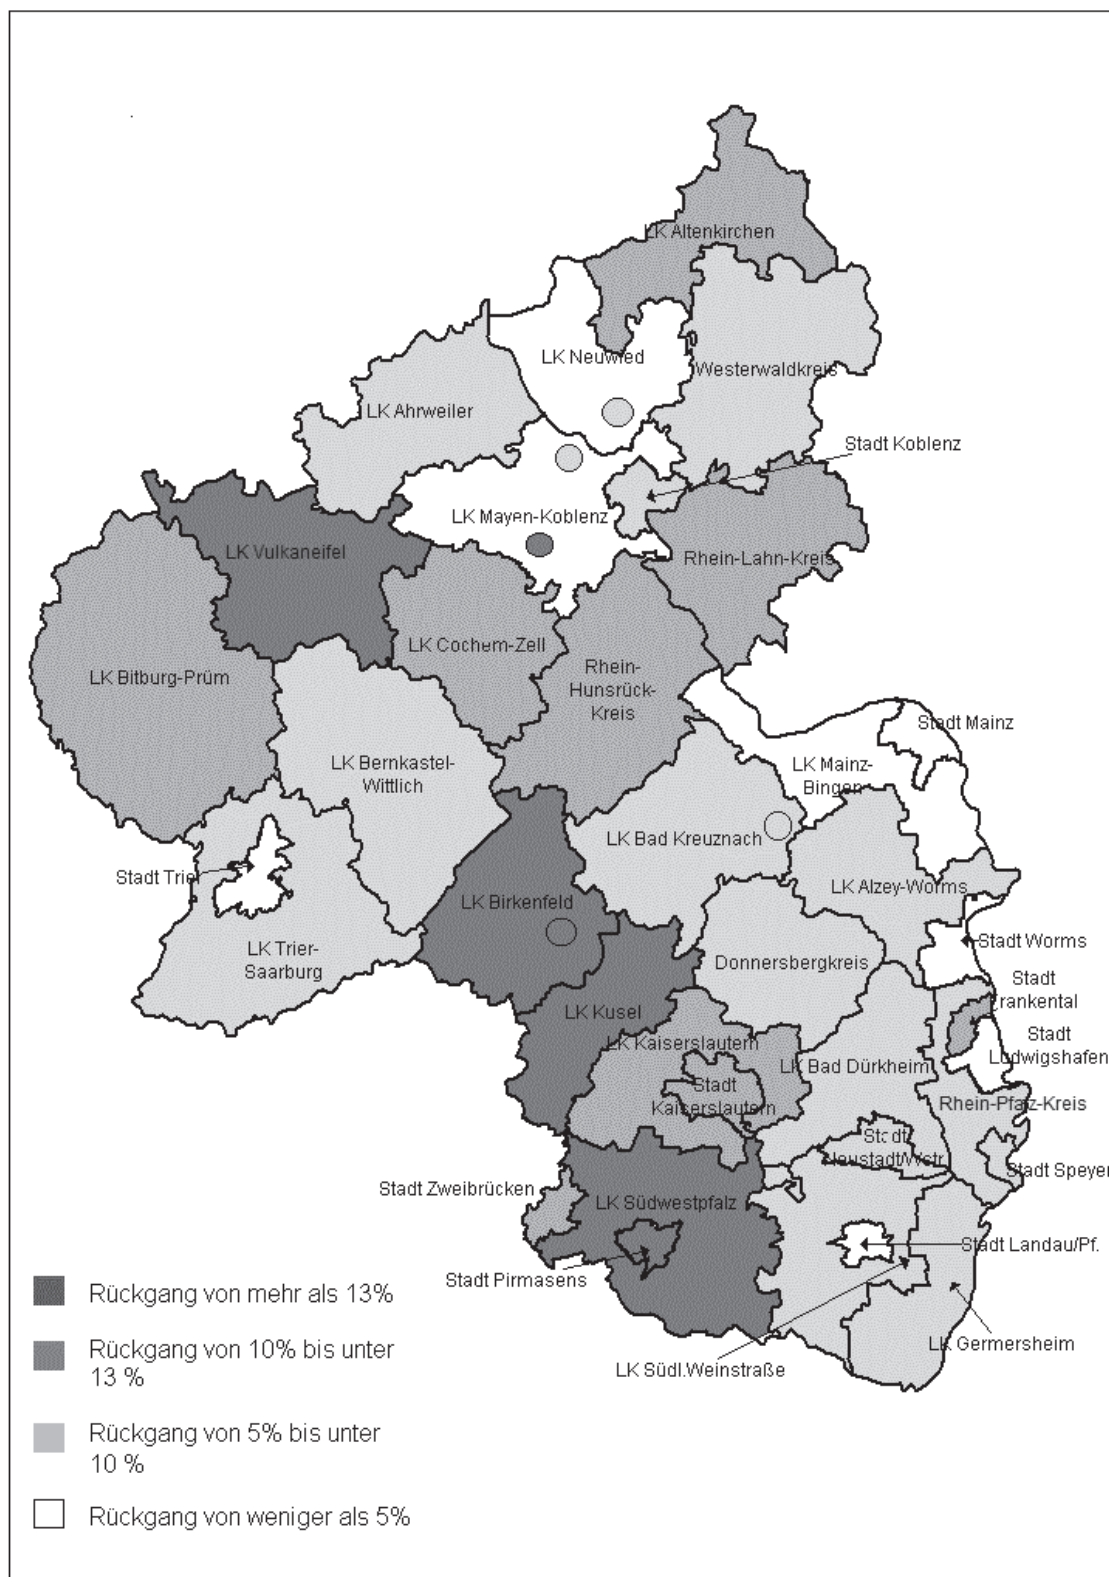 LK Altenkirchen
LK Neuwied
Westerwaldkreis
LK Ahrweiler
Stadt Koblenz
LK Mayen-Koblenz
LK Vulkaneifel
Rhein-Lahn-Kreis
LK Cochem-Zell
LK Bitburg-Prüm
Rhein-
Hunsrück-
Kreis
Stadt Mainz
LK Bernkastel-
Wittlich
LK Mainz-
Bingen
LK Bad Kreuznach
Stadt Trier
LK Alzey-Worms
LK Birkenfeld
LK Trier-
Saarburg
Stadt Worms
Donnersbergkreis
Stadt
Frankental
LK Kusel
LK Kaiserslautern
Stadt
Ludwigshafen
LK Bad Dürkheim
Stadt
Kaiserslautern
Rhein-Pfalz-Kreis
Stadt
Neustadt/Wstr.
Stadt Speyer
Stadt Zweibrücken
LK Südwestpfalz
Stadt Landau/Pf.
Stadt Pirmasens
LK Germersheim
LK Südl.Weinstraße
Rückgang von mehr als 13%
Rückgang von 10% bis unter
13 %
Rückgang von 5% bis unter
10 %
Rückgang von weniger als 5%